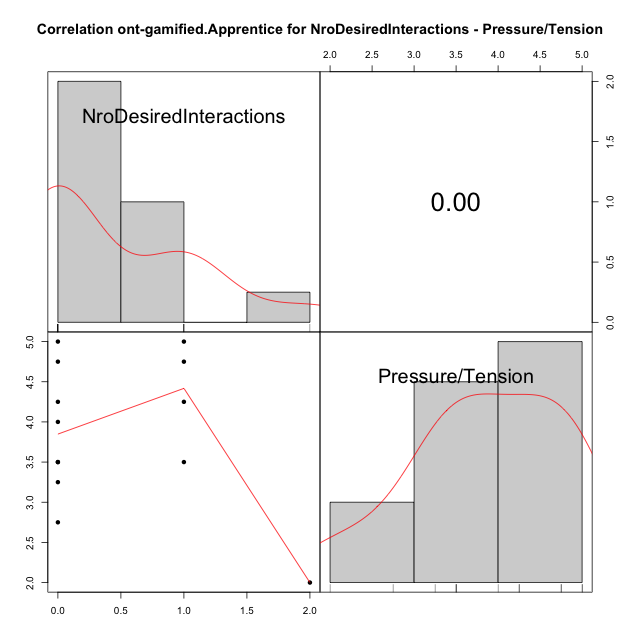 Correlation ont-gamified.Apprentice for NroDesiredInteractions - Pressure/Tension
2.0 2.5 3.0 3.5 4.0 4.5 5.0
NroDesiredInteractions
0.00
2.0
1.5
1.0
0.5
0.0
5.0
4.5
4.0
3.5
3.0
2.5
2.0
Pressure/Tension
0.0 0.5 1.0 1.5 2.0